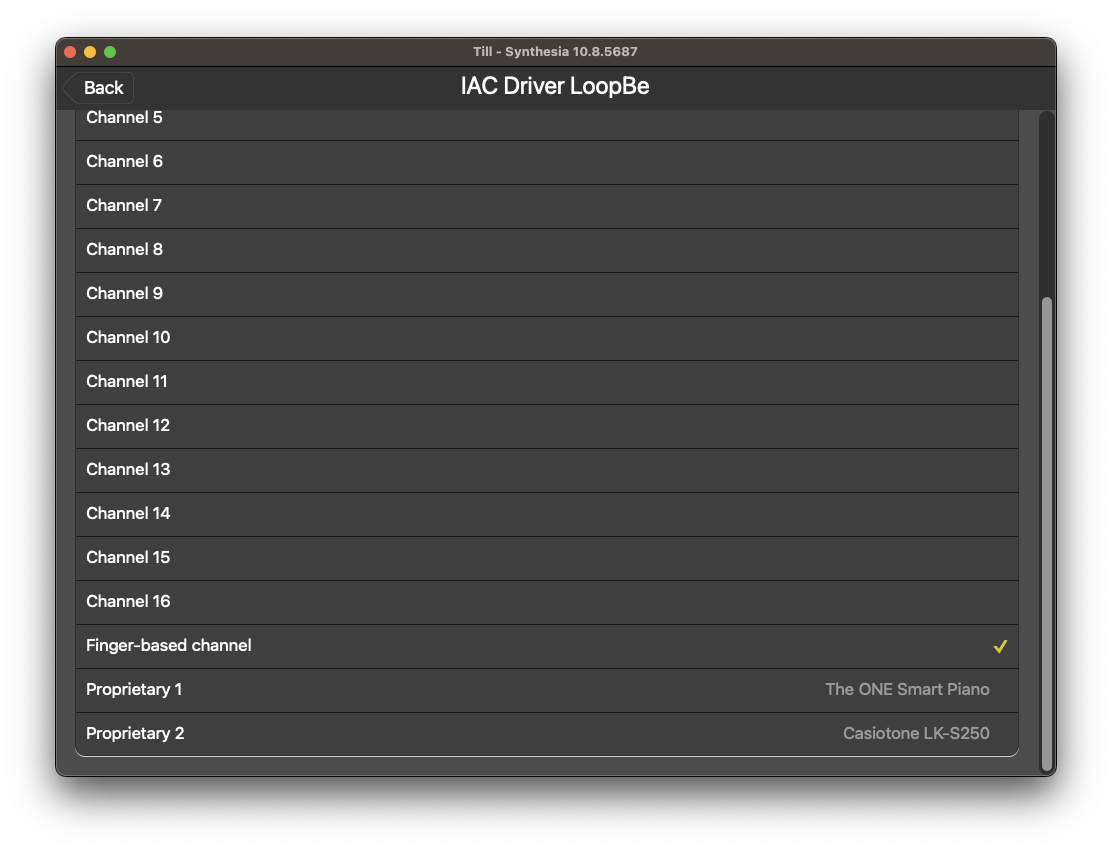 Till - Synthesia 10.8.5687
Back
IAC Driver LoopBe
Channel 5
Channel 6
Channel 7
Channel 8
Channel 9
Channel 10
Channel 11
Channel 12
Channel 13
Channel 14
Channel 15
Channel 16
Finger-based channel
Proprietary 1 The ONE Smart Piano
Proprietary 2 Casiotone LK-S250